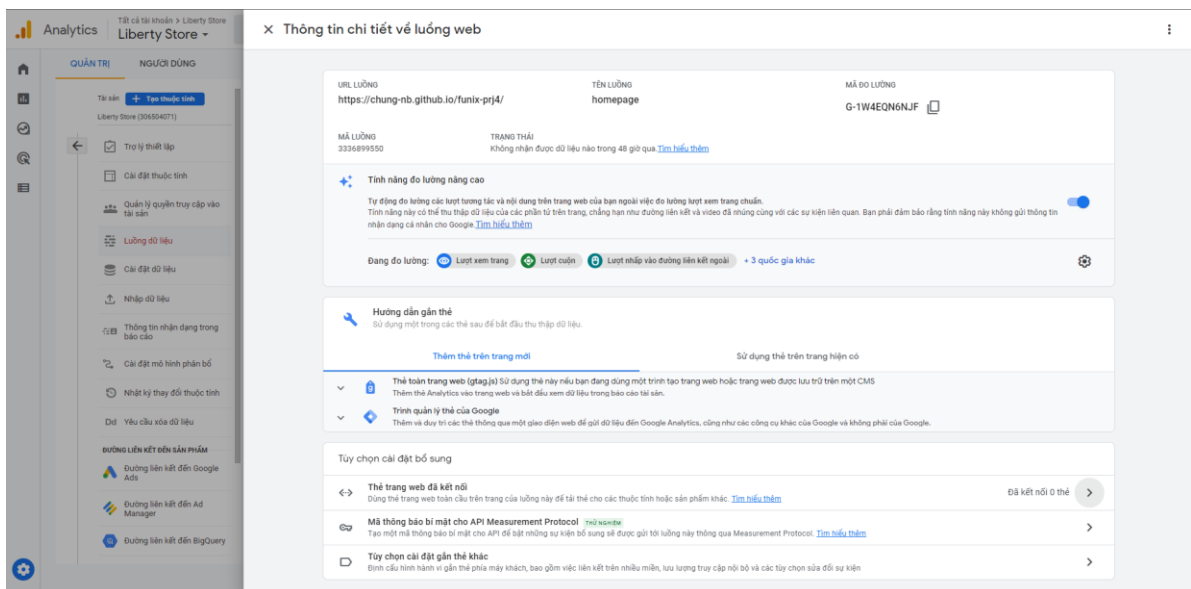 Analytics
Tất cả tài khoản > Liberty Store
Liberty Store
QUẢN TRỊ
NGƯỜI DÙNG
Tài sản
+ Tạo thuộc tính
Liberty Store (306504071)
Trợ lý thiết lập
Cài đặt thuộc tính
Quản lý quyền truy cập vào
tài sản
Luồng dữ liệu
Cài đặt dữ liệu
Nhập dữ liệu
Thông tin nhận dạng trong
báo cáo
Cài đặt mô hình phân bổ
Nhật ký thay đổi thuộc tính
Dd Yêu cầu xóa dữ liệu
ĐƯỜNG LIÊN KẾT ĐẾN SẢN PHẨM
Đường liên kết đến Google
Ads
Đường liên kết đến Ad
Manager
Đường liên kết đến BigQuery
Thông tin chi tiết về luồng web
URL LUỒNG
TÊN LUỒNG
MÃ ĐO LƯỜNG
https://chung-nb.github.io/funix-prj4/
homepage
G-1W4EQN6NJF
MÃ LUỒNG
TRẠNG THÁI
3336899550
Không nhận được dữ liệu nào trong 48 giờ qua. Tìm hiểu thêm
Tính năng đo lường nâng cao
Tự động đo lường các lượt tương tác và nội dung trên trang web của bạn ngoài việc đo lường lượt xem trang chuẩn.
Tính năng này có thể thu thập dữ liệu của các phần tử trên trang, chẳng hạn như đường liên kết và video đã nhúng cùng với các sự kiện liên quan. Bạn phải đảm bảo rằng tính năng này không gửi thông tin
nhận dạng cá nhân cho Google. Tìm hiểu thêm
Đang đo lường:
Lượt xem trang
Lượt cuộn
Lượt nhấp vào đường liên kết ngoài
+ 3 quốc gia khác
Hướng dẫn gắn thẻ
Sử dụng một trong các thẻ sau để bắt đầu thu thập dữ liệu.
Thêm thẻ trên trang mới
Sử dụng thẻ trên trang hiện có
Thẻ toàn trang web (gtag.js) Sử dụng thẻ này nếu bạn đang dùng một trình tạo trang web hoặc trang web được lưu trữ trên một CMS
Thêm thẻ Analytics vào trang web và bắt đầu xem dữ liệu trong báo cáo tài sản.
Trình quản lý thẻ của Google
Thêm và duy trì các thẻ thông qua một giao diện web để gửi dữ liệu đến Google Analytics, cũng như các công cụ khác của Google và không phải của Google.
Tùy chọn cài đặt bổ sung
Thẻ trang web đã kết nối
Dùng thẻ trang web toàn cầu trên trang của luồng này để tải thẻ cho các thuộc tính hoặc sản phẩm khác. Tìm hiểu thêm
Đã kết nối 0 thẻ
Mã thông báo bí mật cho API Measurement Protocol THỬ NGHIỆM
Tạo một mã thông báo bí mật cho API để bật những sự kiện bổ sung sẽ được gửi tới luồng này thông qua Measurement Protocol. Tìm hiểu thêm
Tùy chọn cài đặt gắn thẻ khác
Định cấu hình hành vi gắn thẻ phía máy khách, bao gồm việc liên kết trên nhiều miền, lưu lượng truy cập nội bộ và các tùy chọn sửa đổi sự kiện